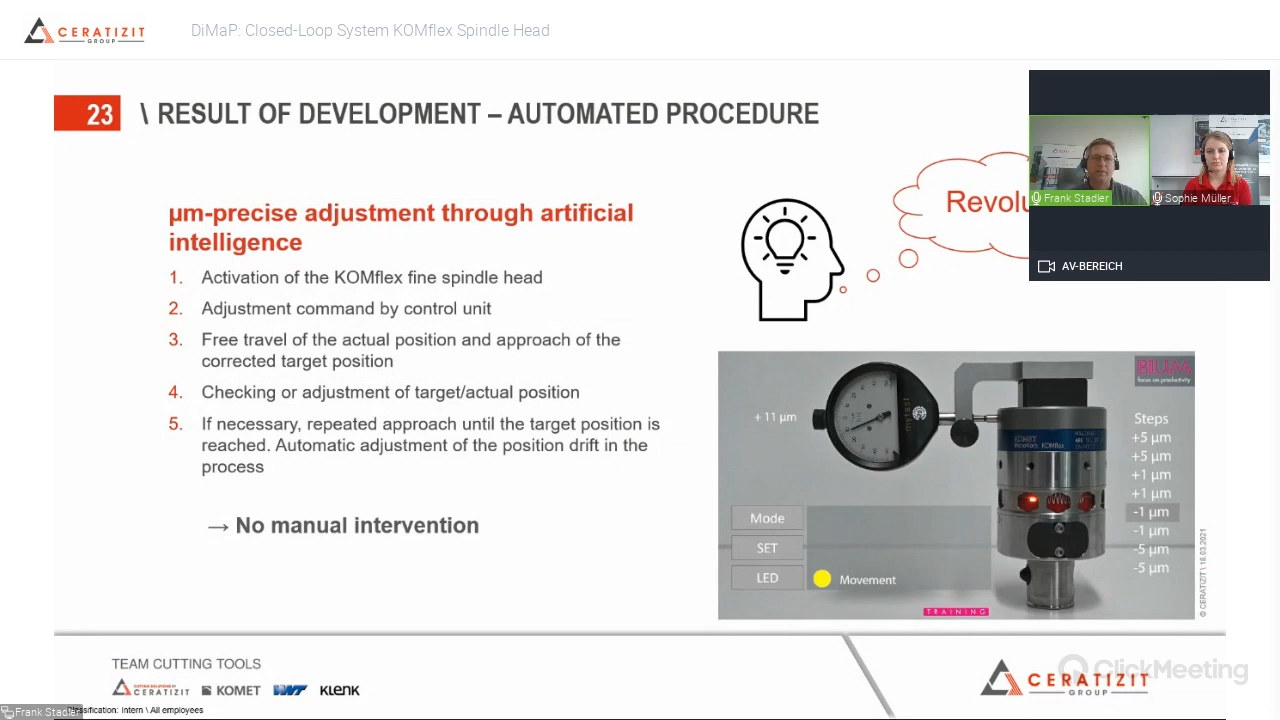 CERATIZIT
GROUP
DiMaP: Closed-Loop System KOMflex Spindle Head
23 \ RESULT OF DEVELOPMENT – AUTOMATED PROCEDURE
Revolu
Frank Stadler
Sophie Müller
AV-BEREICH
µm-precise adjustment through artificial
intelligence
1. Activation of the KOMflex fine spindle head
2. Adjustment command by control unit
3. Free travel of the actual position and approach of the
corrected target position
4. Checking or adjustment of target/actual position
5. If necessary, repeated approach until the target position is
reached. Automatic adjustment of the position drift in the
process
→ No manual intervention
BLUM
focus on productivity
+ 11 µm
KOMET
KOMflex
Steps
+5 µm
+5 µm
+1 µm
+1 µm
-1 µm
-1 µm
-5 µm
-5 µm
Mode
SET
LED
Movement
TRAINING
© CERATIZIT \ 18.03.2021
TEAM CUTTING TOOLS
CERATIZIT
KOMET
WNT
KLENK
CERATIZIT
GROUP
ClickMeeting
Frank Stadler
Classification: Intern \ All employees